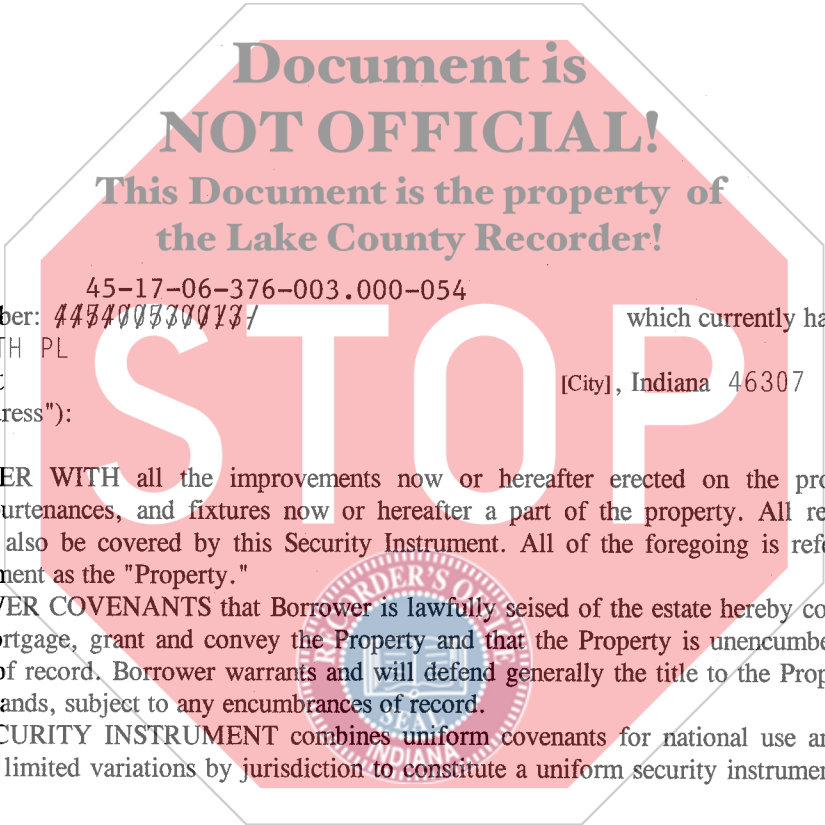 Document is
NOT OFFICIAL!
This Document is the property of
the Lake County Recorder!
45-17-06-376-003.000-054
ber: which currently ha
TH PL
[City], Indiana 46307
ress"):
STOP
ER WITH all the improvements now or hereafter erected on the pro
urtenances, and fixtures now or hereafter a part of the property. All re
also be covered by this Security Instrument. All of the foregoing is refe
ment as the "Property."
VER COVENANTS that Borrower is lawfully seised of the estate hereby co
ortgage, grant and convey the Property and that the Property is unencumbe
of record. Borrower warrants and will defend generally the title to the Prop
ands, subject to any encumbrances of record.
CURITY INSTRUMENT combines uniform covenants for national use an
limited variations by jurisdiction to constitute a uniform security instrumen
RECORDER'S OFFICE
SEAL
INDIANA